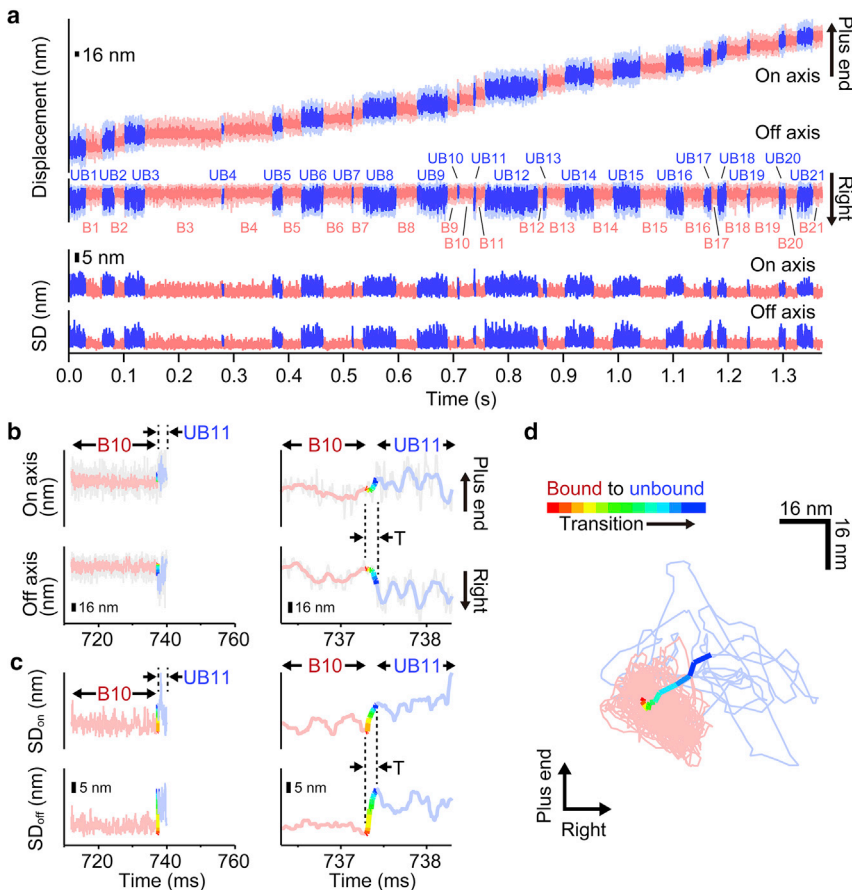 a
Displacement (nm)
16 nm
Plus end
On axis
Off axis
UB1 UB2 UB3 UB4 UB5 UB6 UB7 UB8 UB9 UB10 UB11 UB12 UB13 UB14 UB15 UB16 UB17 UB18 UB19 UB20 UB21
Right
B1 B2 B3 B4 B5 B6 B7 B8 B9 B10 B11 B12 B13 B14 B15 B16 B17 B18 B19 B20 B21
SD (nm)
5 nm
On axis
Off axis
0.0 0.1 0.2 0.3 0.4 0.5 0.6 0.7 0.8 0.9 1.0 1.1 1.2 1.3
Time (s)
b
B10 UB11
B10 UB11
On axis (nm)
Plus end
T
Off axis (nm)
Right
16 nm
16 nm
720 740 760
737 738
c
B10 UB11
B10 UB11
SDon (nm)
T
SDoff (nm)
5 nm
5 nm
720 740 760
737 738
Time (ms)
Time (ms)
d
Bound to unbound
Transition
16 nm
16 nm
Plus end
Right